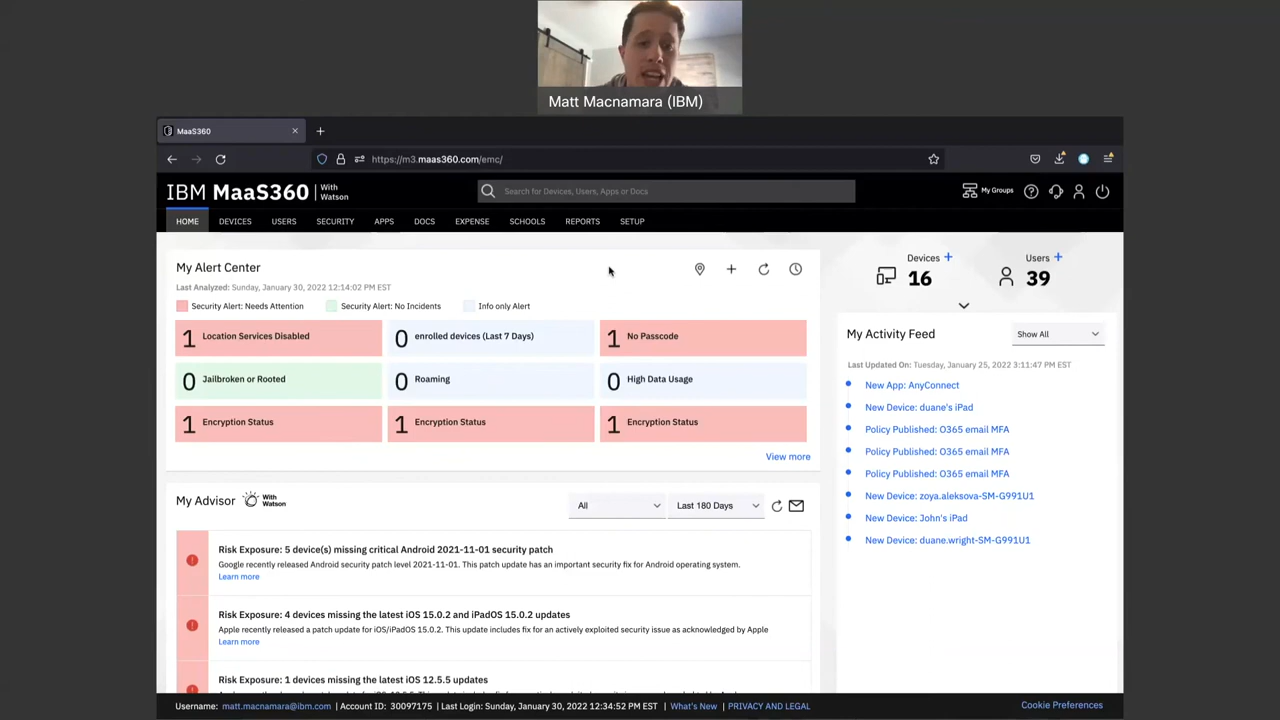 Matt Macnamara (IBM)
MaaS360
https://m3.maas360.com/emc/
IBM MaaS360 | With Watson
Search for Devices, Users, Apps or Docs
My Groups
HOME DEVICES USERS SECURITY APPS DOCS EXPENSE SCHOOLS REPORTS SETUP
My Alert Center
Last Analyzed: Sunday, January 30, 2022 12:14:02 PM EST
Security Alert: Needs Attention Security Alert: No Incidents Info only Alert
1 Location Services Disabled 0 enrolled devices (Last 7 Days) 1 No Passcode
0 Jailbroken or Rooted 0 Roaming 0 High Data Usage
1 Encryption Status 1 Encryption Status 1 Encryption Status
View more
My Advisor With Watson
All Last 180 Days
Risk Exposure: 5 device(s) missing critical Android 2021-11-01 security patch
Google recently released Android security patch level 2021-11-01. This patch update has an important security fix for Android operating system.
Learn more
Risk Exposure: 4 devices missing the latest iOS 15.0.2 and iPadOS 15.0.2 updates
Apple recently released a patch update for iOS/iPadOS 15.0.2. This update includes fix for an actively exploited security issue as acknowledged by Apple
Learn more
Risk Exposure: 1 devices missing the latest iOS 12.5.5 updates
Devices + Users +
16 39
My Activity Feed Show All
Last Updated On: Tuesday, January 25, 2022 3:11:47 PM EST
New App: AnyConnect
New Device: duane's iPad
Policy Published: O365 email MFA
Policy Published: O365 email MFA
Policy Published: O365 email MFA
New Device: zoya.aleksova-SM-G991U1
New Device: John's iPad
New Device: duane.wright-SM-G991U1
Username: matt.macnamara@ibm.com | Account ID: 30097175 | Last Login: Sunday, January 30, 2022 12:34:52 PM EST | What's New | PRIVACY AND LEGAL Cookie Preferences